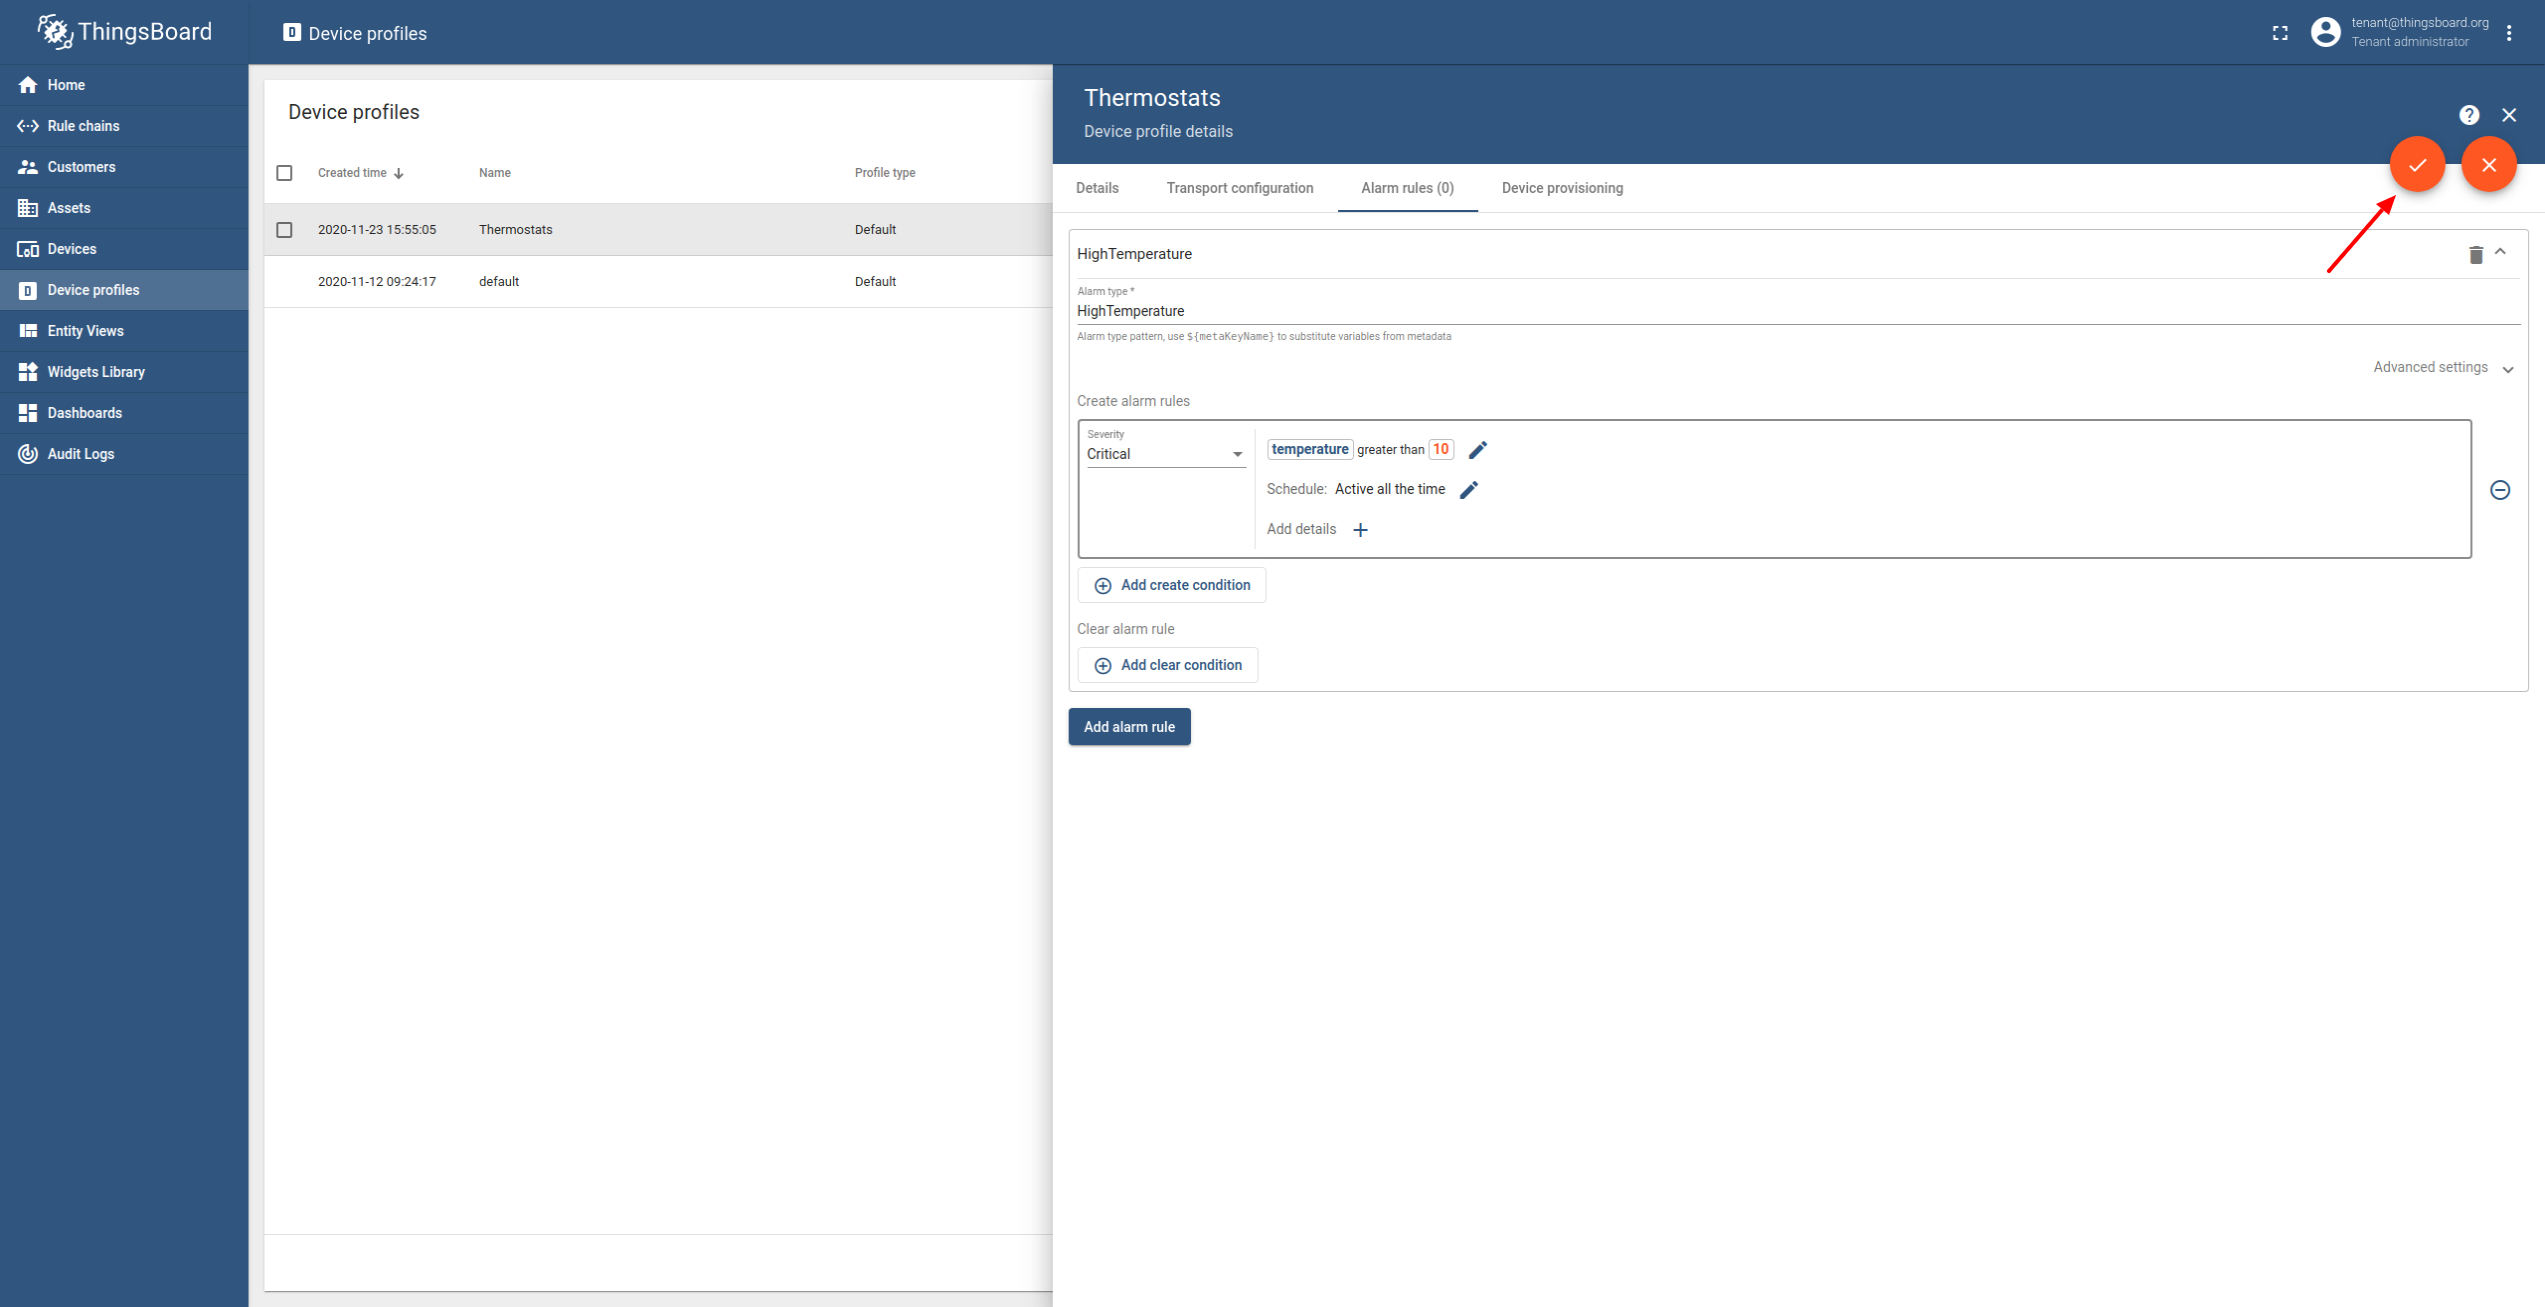 ThingsBoard
Device profiles
tenant@thingsboard.org
Tenant administrator
Home
Rule chains
Customers
Assets
Devices
Device profiles
Entity Views
Widgets Library
Dashboards
Audit Logs
Device profiles
Created time
Name
Profile type
2020-11-23 15:55:05
Thermostats
Default
2020-11-12 09:24:17
default
Default
Thermostats
Device profile details
Details
Transport configuration
Alarm rules (0)
Device provisioning
HighTemperature
Alarm type *
HighTemperature
Alarm type pattern, use ${metaKeyName} to substitute variables from metadata
Advanced settings
Create alarm rules
Severity
Critical
temperature greater than 10
Schedule: Active all the time
Add details
Add create condition
Clear alarm rule
Add clear condition
Add alarm rule